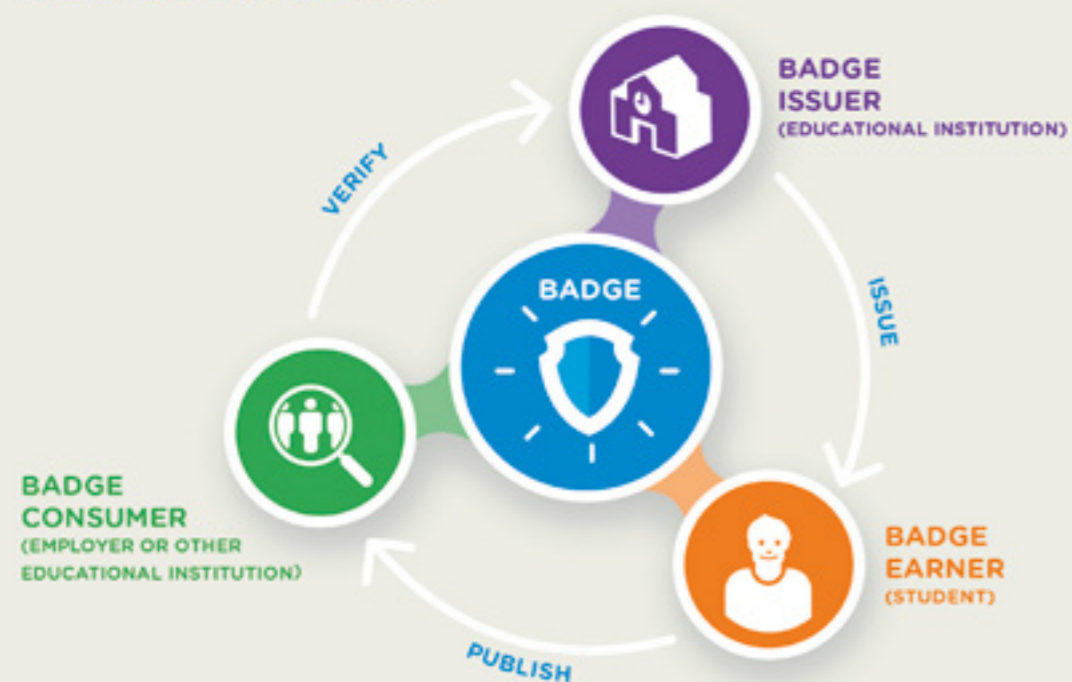 BADGE
ISSUER
(EDUCATIONAL INSTITUTION)
VERIFY
ISSUE
BADGE
BADGE
CONSUMER
(EMPLOYER OR OTHER
EDUCATIONAL INSTITUTION)
BADGE
EARNER
(STUDENT)
PUBLISH